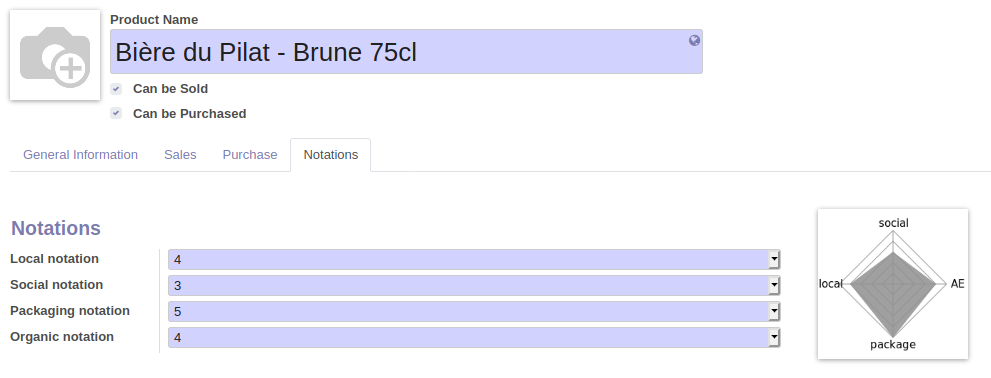 Product Name
Bière du Pilat - Brune 75cl
Can be Sold
Can be Purchased
General Information Sales Purchase Notations
Notations
Local notation 4
Social notation 3
Packaging notation 5
Organic notation 4
social
local AE
package